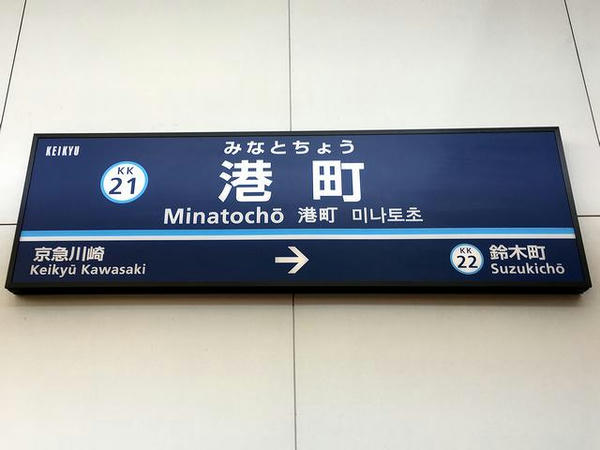 KEIKYU
みなとちょう
KK
21
港町
Minatochō 港町 미나토초
京急川崎
Keikyū Kawasaki
→
KK
22
鈴木町
Suzukichō